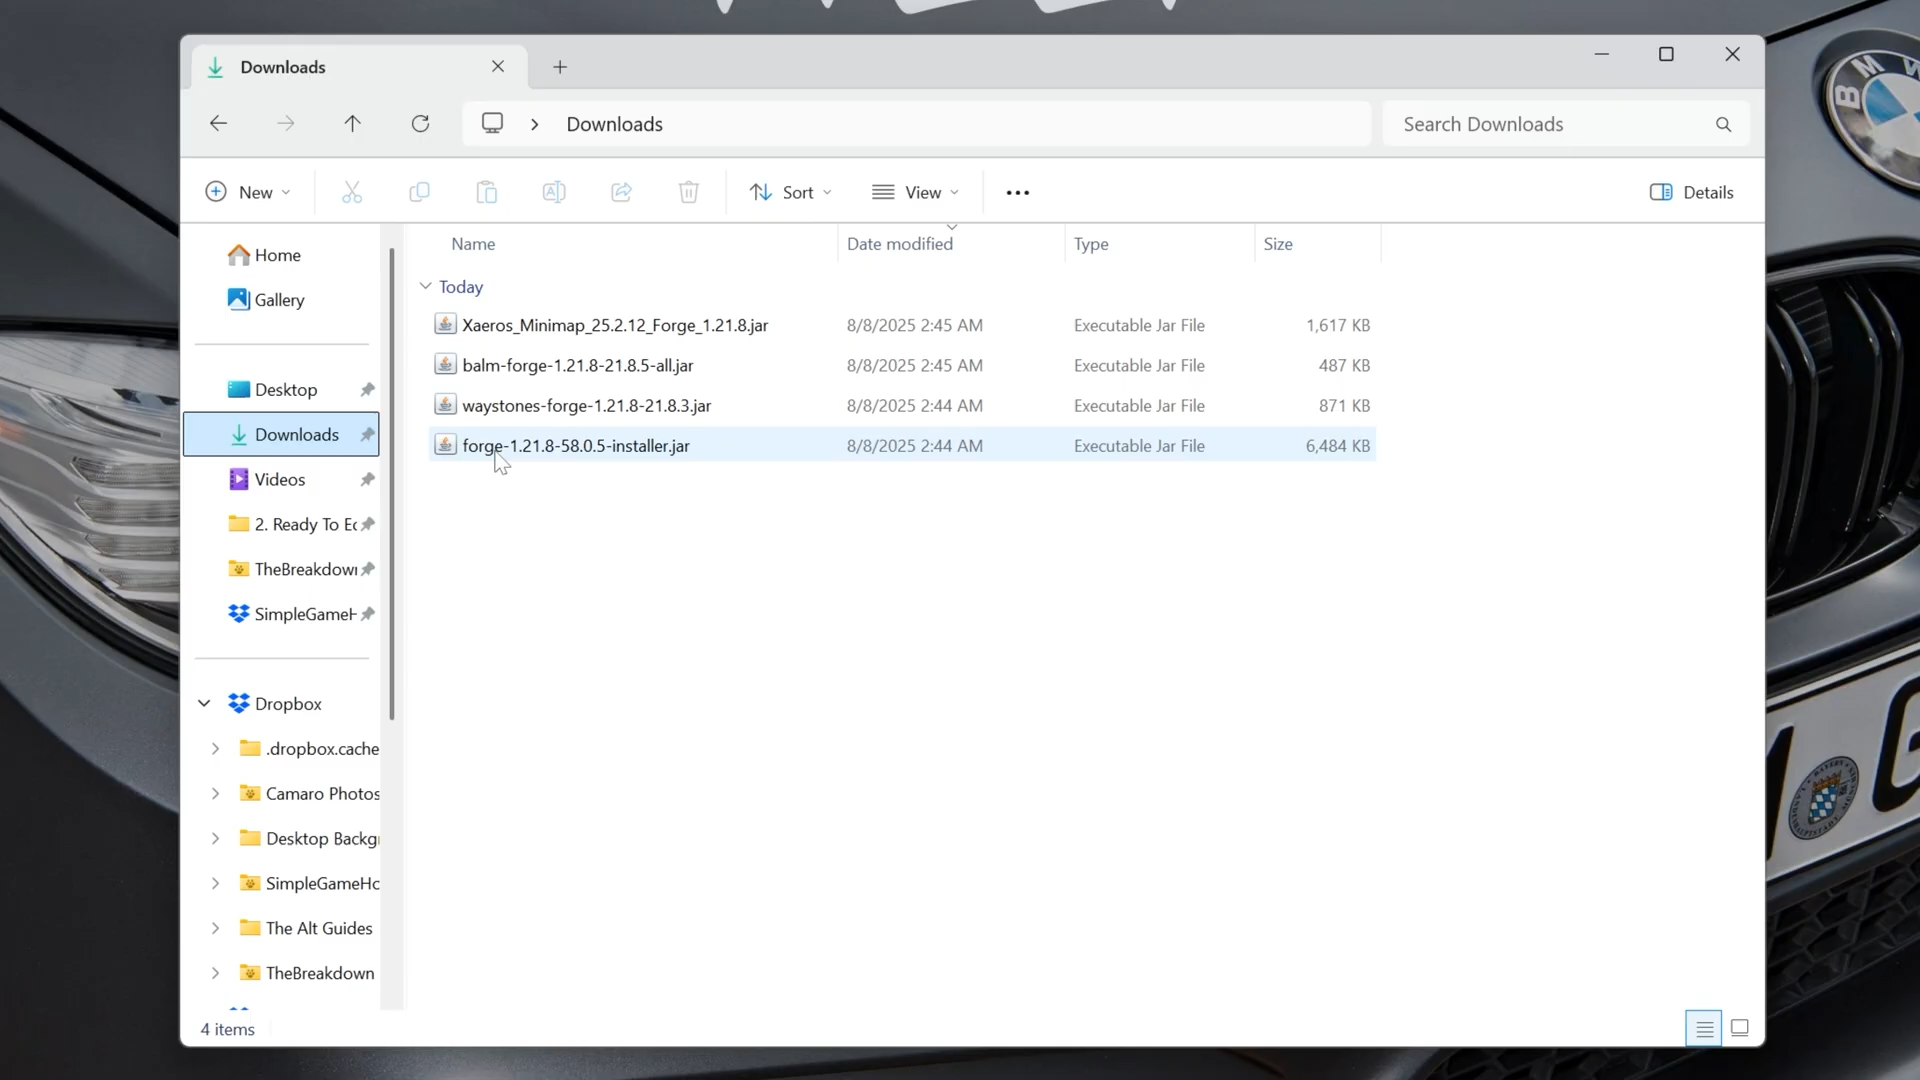 Downloads
Downloads
Search Downloads
New
Sort
View
Details
Name Date modified Type Size
Today
Xaeros_Minimap_25.2.12_Forge_1.21.8.jar 8/8/2025 2:45 AM Executable Jar File 1,617 KB
balm-forge-1.21.8-21.8.5-all.jar 8/8/2025 2:45 AM Executable Jar File 487 KB
waystones-forge-1.21.8-21.8.3.jar 8/8/2025 2:44 AM Executable Jar File 871 KB
forge-1.21.8-58.0.5-installer.jar 8/8/2025 2:44 AM Executable Jar File 6,484 KB
Home
Gallery
Desktop
Downloads
Videos
2. Ready To Ec
TheBreakdown
SimpleGameH
Dropbox
.dropbox.cache
Camaro Photos
Desktop Backgr
SimpleGameHo
The Alt Guides
TheBreakdown
4 items
BM
G